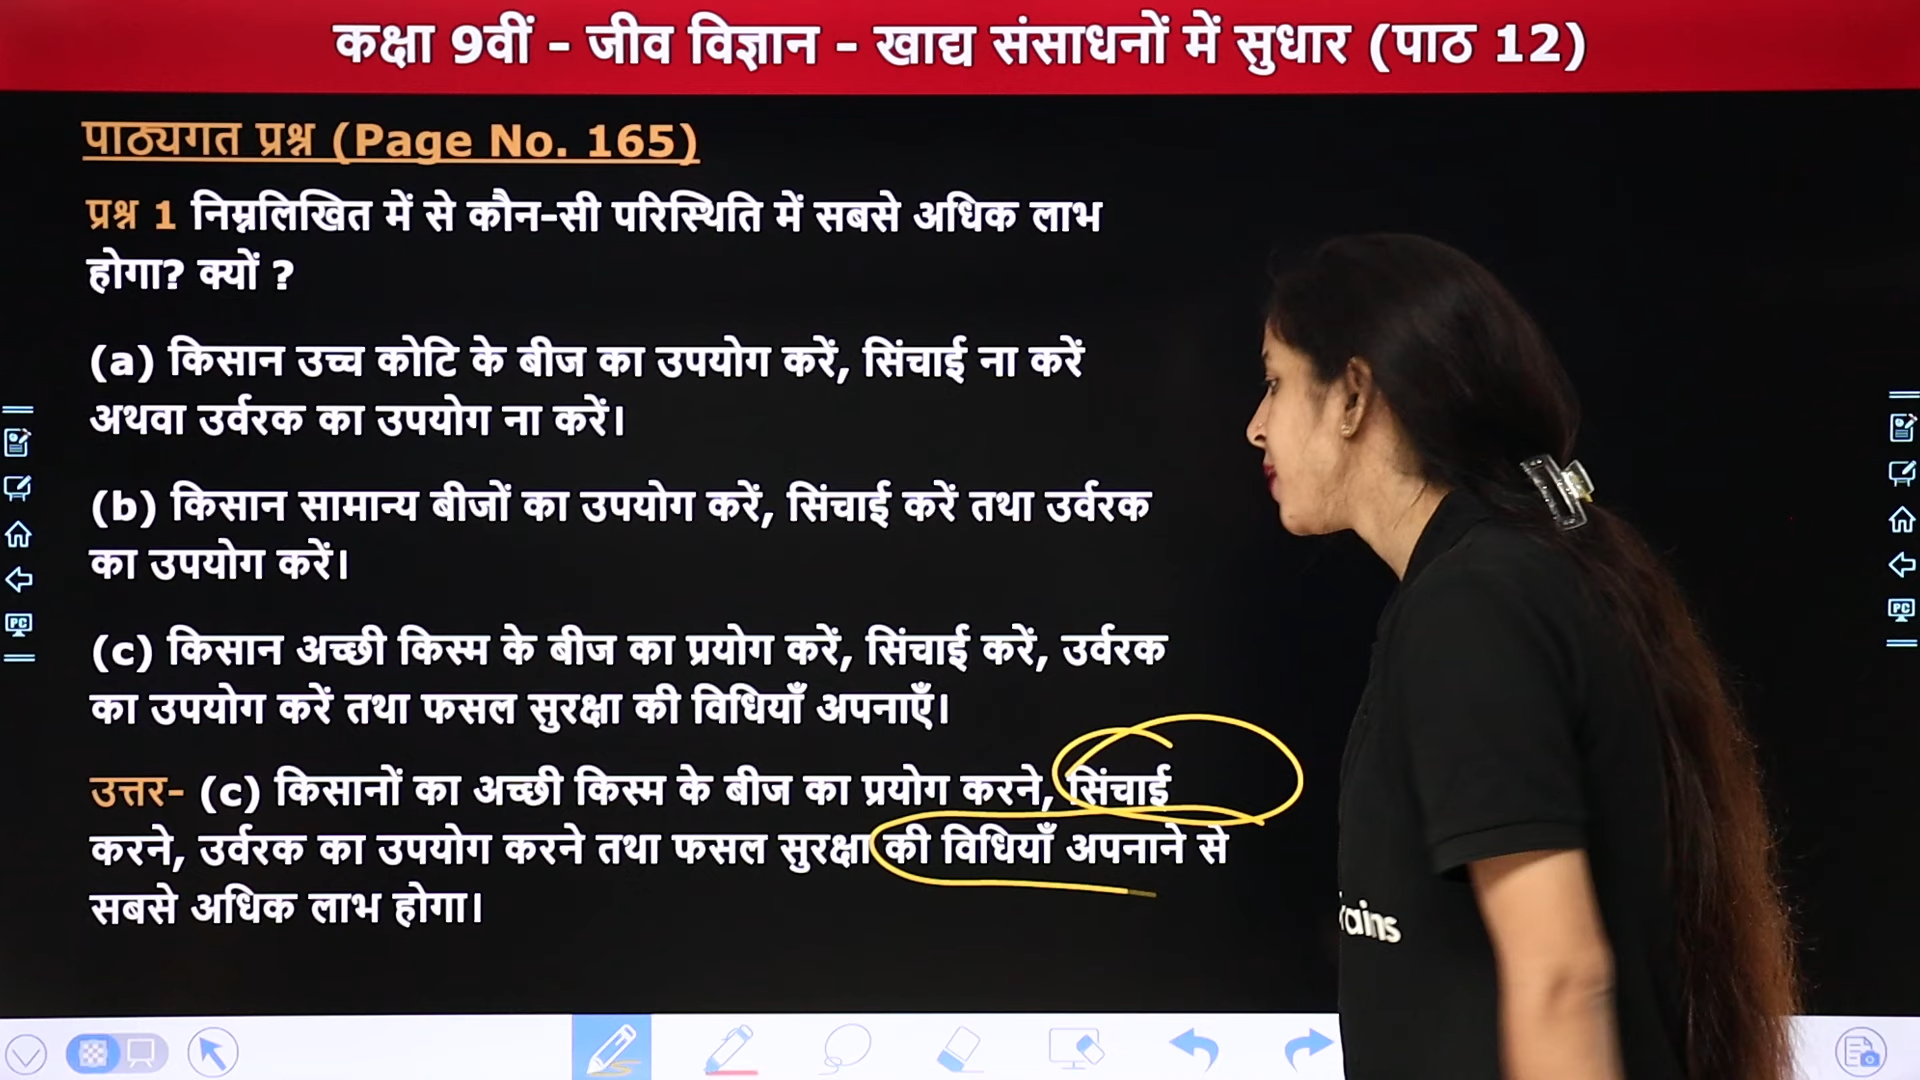 कक्षा 9वीं - जीव विज्ञान - खाद्य संसाधनों में सुधार (पाठ 12)
पाठ्यगत प्रश्न (Page No. 165)
प्रश्न 1 निम्नलिखित में से कौन-सी परिस्थिति में सबसे अधिक लाभ
होगा? क्यों ?
(a) किसान उच्च कोटि के बीज का उपयोग करें, सिंचाई ना करें
अथवा उर्वरक का उपयोग ना करें।
(b) किसान सामान्य बीजों का उपयोग करें, सिंचाई करें तथा उर्वरक
का उपयोग करें।
(c) किसान अच्छी किस्म के बीज का प्रयोग करें, सिंचाई करें, उर्वरक
का उपयोग करें तथा फसल सुरक्षा की विधियाँ अपनाएँ।
उत्तर- (c) किसानों का अच्छी किस्म के बीज का प्रयोग करने, सिंचाई
करने, उर्वरक का उपयोग करने तथा फसल सुरक्षा की विधियाँ अपनाने से
सबसे अधिक लाभ होगा।
PC
PC